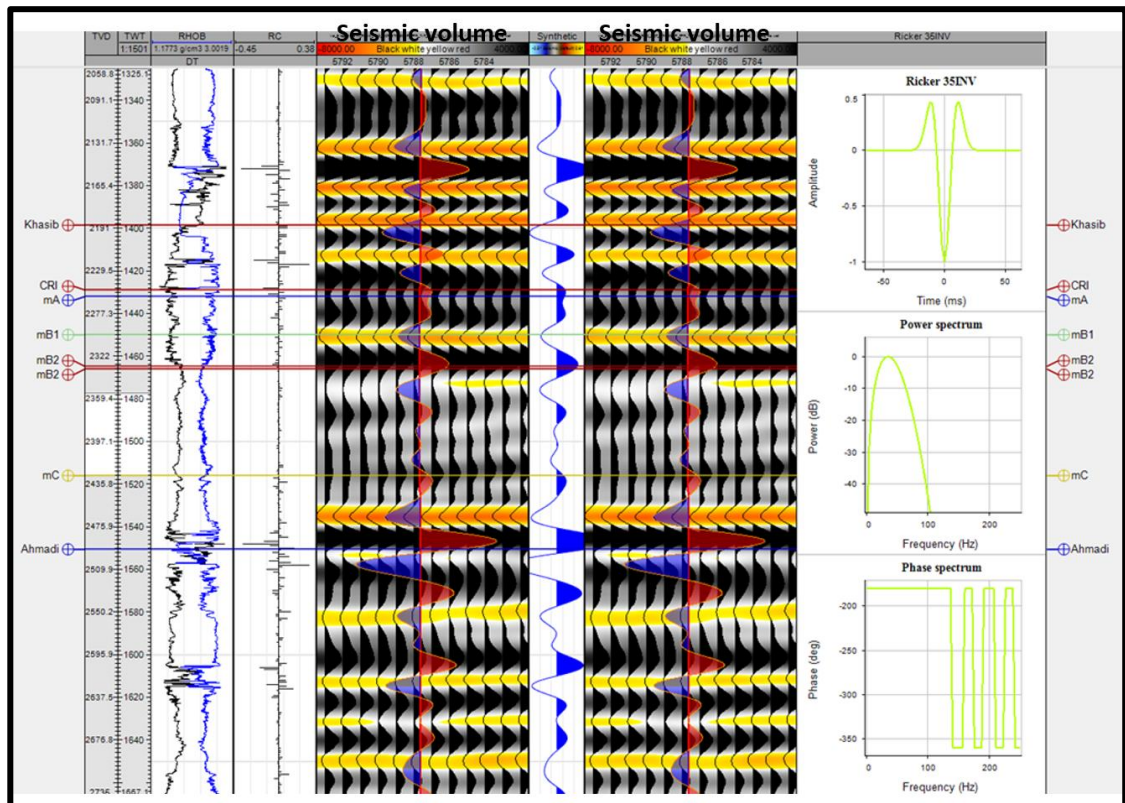 Seismic volume Seismic volume
TVD TWT RHOB RC Synthetic Ricker 35INV
1:1501 1.1773 g/cm3 3.0019 -0.45 0.38 -8000.00 Black white yellow red 4000 -8000.00 Black white yellow red 4000
DT 5792 5790 5788 5786 5784 5792 5790 5788 5786 5784
2058.8 1325.1
2091.1 1340
2131.7 1360
2165.4 1380
2191 1400
2229.5 1420
2277.3 1440
2322 1460
2359.4 1480
2397.1 1500
2435.8 1520
2475.9 1540
2509.9 1560
2550.2 1580
2595.9 1600
2637.5 1620
2676.8 1640
2735 1667.1
Khasib
CRI
mA
mB1
mB2
mB2
mC
Ahmadi
Ricker 35INV
Amplitude
0.5
0
-0.5
-1
-50 0 50
Time (ms)
Power spectrum
Power (dB)
0
-10
-20
-30
-40
0 100 200
Frequency (Hz)
Phase spectrum
Phase (deg)
-200
-250
-300
-350
0 100 200
Frequency (Hz)
Khasib
CRI
mA
mB1
mB2
mB2
mC
Ahmadi